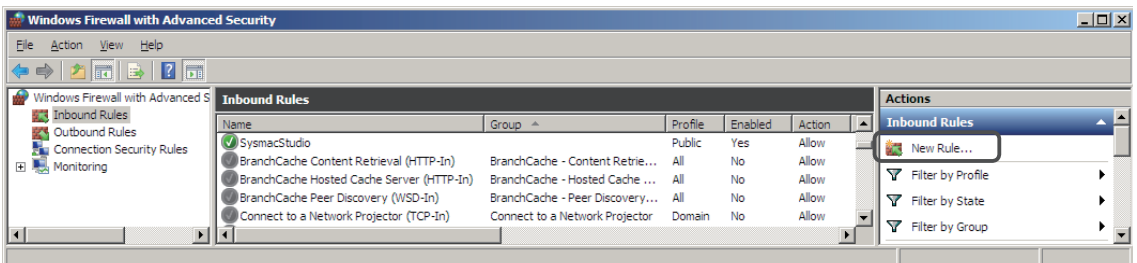 Windows Firewall with Advanced Security
File Action View Help
Windows Firewall with Advanced S
Inbound Rules
Outbound Rules
Connection Security Rules
Monitoring
Inbound Rules
Name Group Profile Enabled Action
SysmacStudio Public Yes Allow
BranchCache Content Retrieval (HTTP-In) BranchCache - Content Retrie... All No Allow
BranchCache Hosted Cache Server (HTTP-In) BranchCache - Hosted Cache ... All No Allow
BranchCache Peer Discovery (WSD-In) BranchCache - Peer Discovery... All No Allow
Connect to a Network Projector (TCP-In) Connect to a Network Projector Domain No Allow
Actions
Inbound Rules
New Rule...
Filter by Profile
Filter by State
Filter by Group